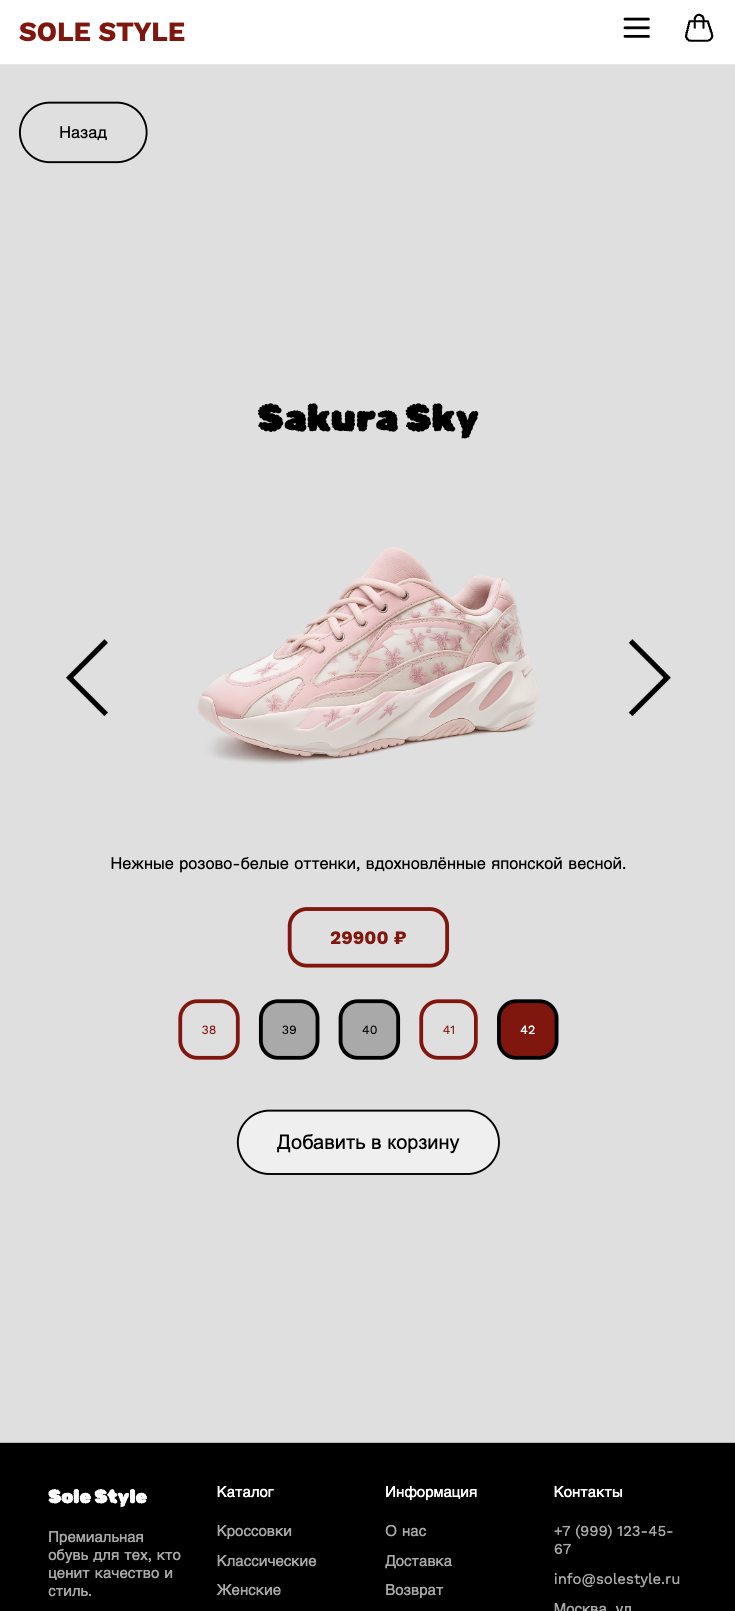 SOLE STYLE
Назад
Sakura Sky
Нежные розово-белые оттенки, вдохновлённые японской весной.
29900 ₽
38 39 40 41 42
Добавить в корзину
Sole Style
Премиальная
обувь для тех, кто
ценит качество и
стиль.
Каталог
Кроссовки
Классические
Женские
Информация
О нас
Доставка
Возврат
Контакты
+7 (999) 123-45-
67
info@solestyle.ru
Москва, ул.